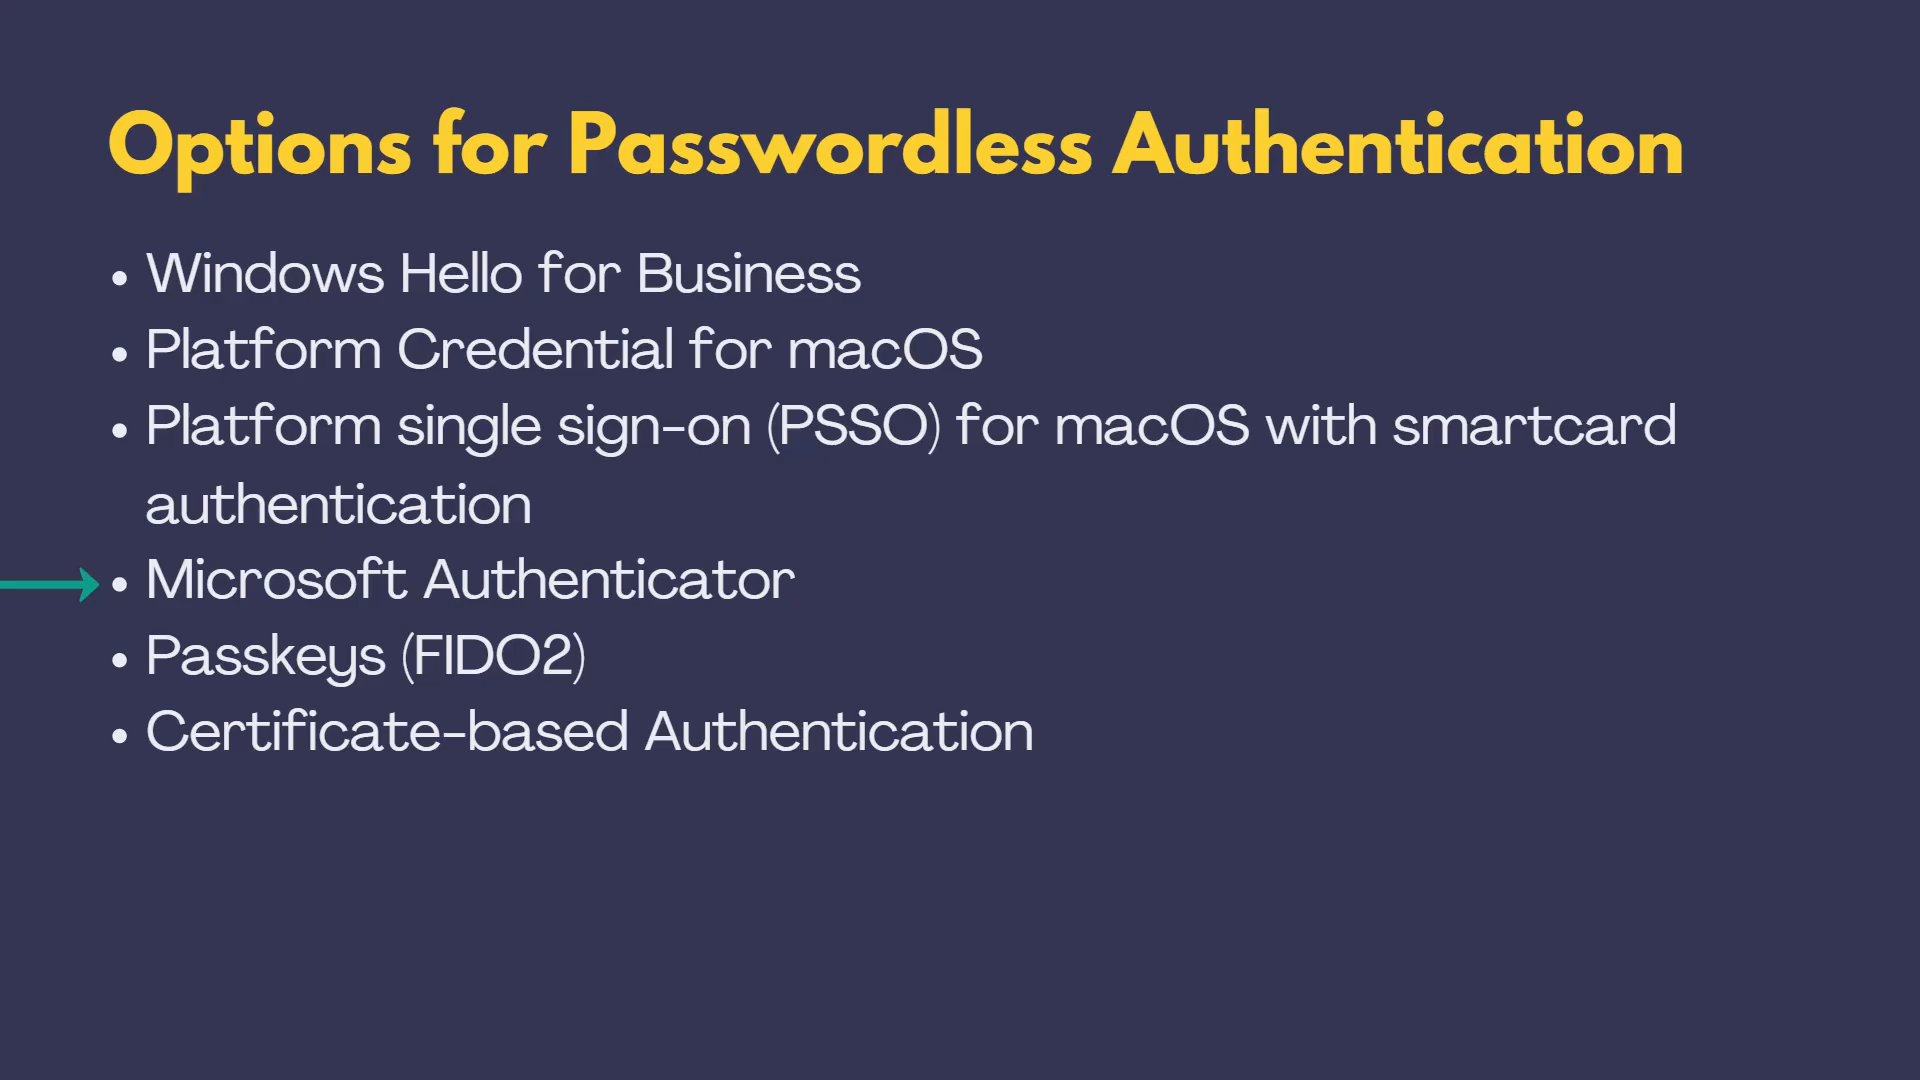 Options for Passwordless Authentication
• Windows Hello for Business
• Platform Credential for macOS
• Platform single sign-on (PSSO) for macOS with smartcard
authentication
• Microsoft Authenticator
• Passkeys (FIDO2)
• Certificate-based Authentication